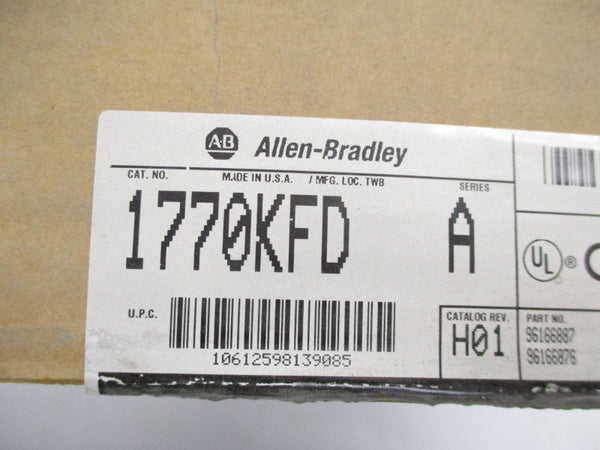 A-B Allen-Bradley
CAT. NO. MADE IN U.S.A. / MFG. LOC. TWB SERIES
1770KFD A
UL ®
U.P.C. CATALOG REV. PART NO.
H01 96166887
96166876
10612598139085